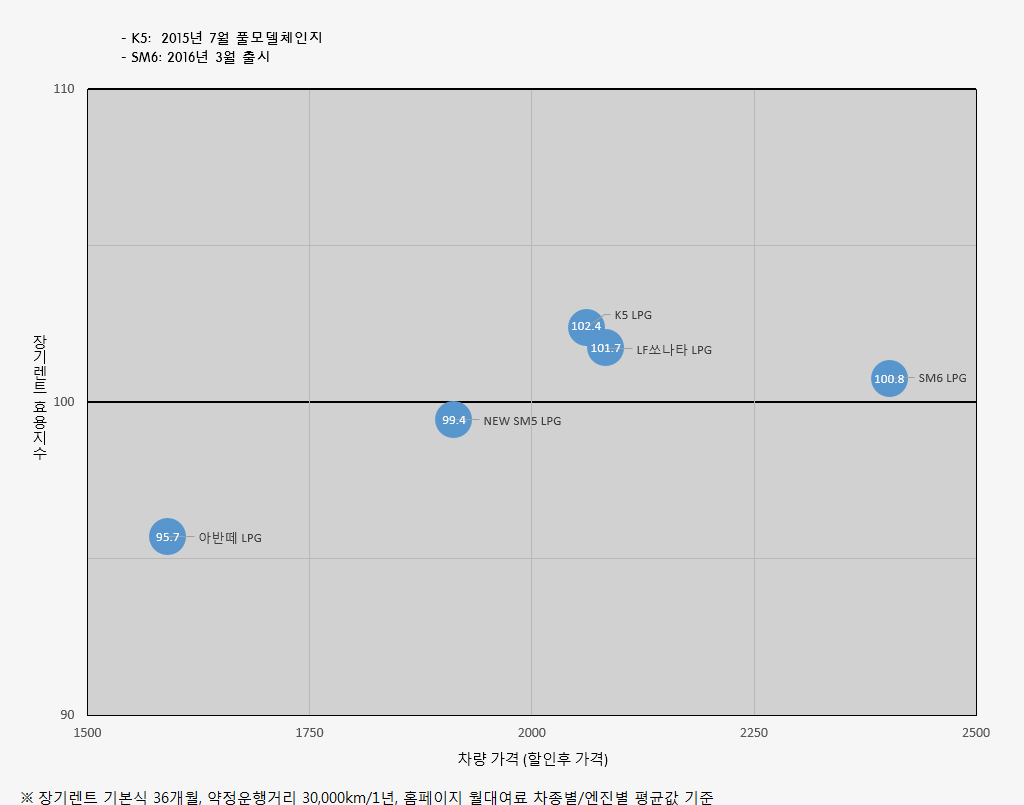 - K5: 2015년 7월 풀모델체인지
- SM6: 2016년 3월 출시
110
102.4
K5 LPG
101.7
LF쏘나타 LPG
100.8
SM6 LPG
장기렌트 효용지수
100
99.4
NEW SM5 LPG
95.7
아반떼 LPG
90
1500
1750
2000
2250
2500
차량 가격 (할인후 가격)
※ 장기렌트 기본식 36개월, 약정운행거리 30,000km/1년, 홈페이지 월대여료 차종별/엔진별 평균값 기준